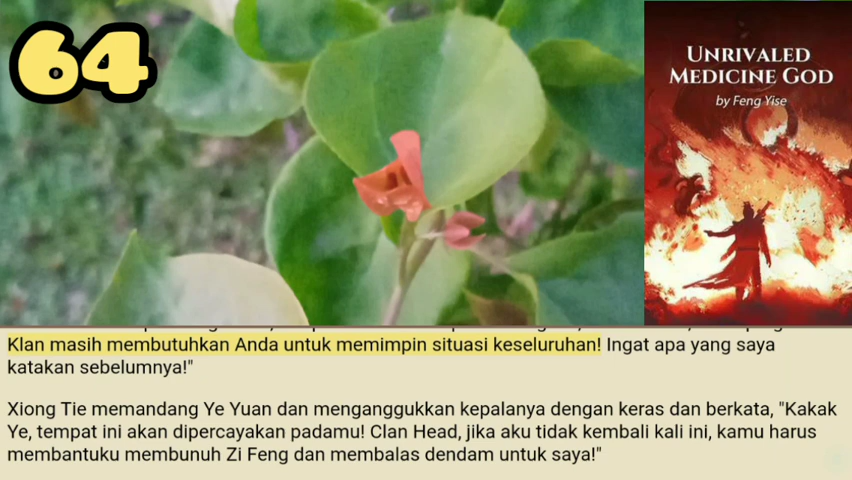 64
UNRIVALED
MEDICINE GOD
by Feng Yise
Klan masih membutuhkan Anda untuk memimpin situasi keseluruhan! Ingat apa yang saya
katakan sebelumnya!"
Xiong Tie memandang Ye Yuan dan menganggukkan kepalanya dengan keras dan berkata, "Kakak
Ye, tempat ini akan dipercayakan padamu! Clan Head, jika aku tidak kembali kali ini, kamu harus
membantuku membunuh Zi Feng dan membalas dendam untuk saya!"